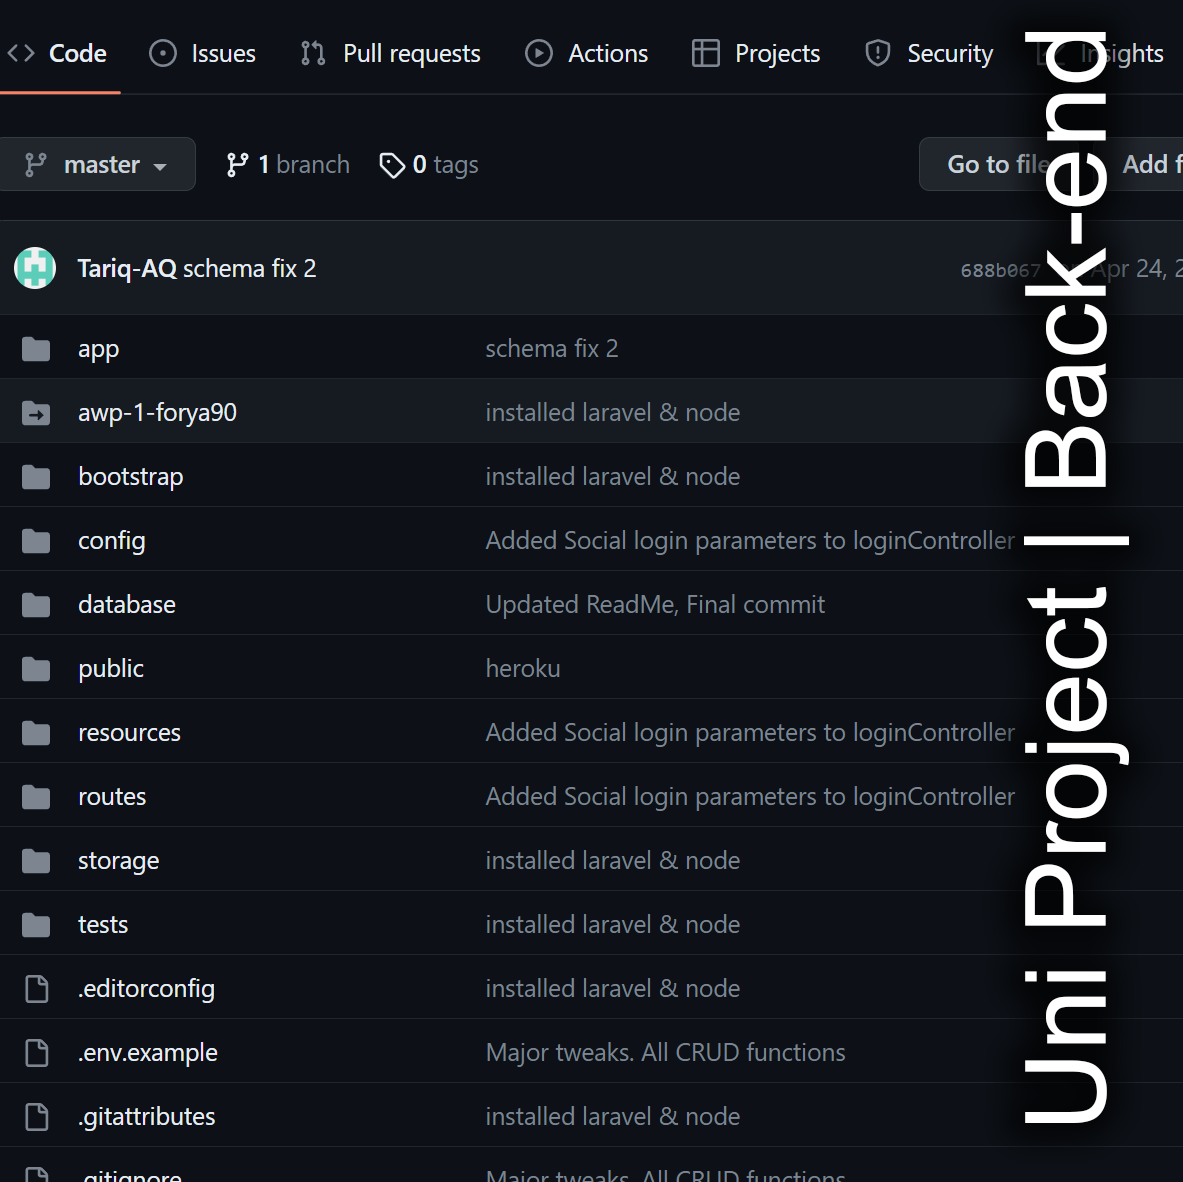 Code Issues Pull requests Actions Projects Security Insights
master 1 branch 0 tags Go to file Add f
Tariq-AQ schema fix 2 688b067 on Apr 24, 2
app schema fix 2
awp-1-forya90 installed laravel & node
bootstrap installed laravel & node
config Added Social login parameters to loginController
database Updated ReadMe, Final commit
public heroku
resources Added Social login parameters to loginController
routes Added Social login parameters to loginController
storage installed laravel & node
tests installed laravel & node
.editorconfig installed laravel & node
.env.example Major tweaks. All CRUD functions
.gitattributes installed laravel & node
.gitignore Major tweaks. All CRUD functions
Uni Project | Back-end